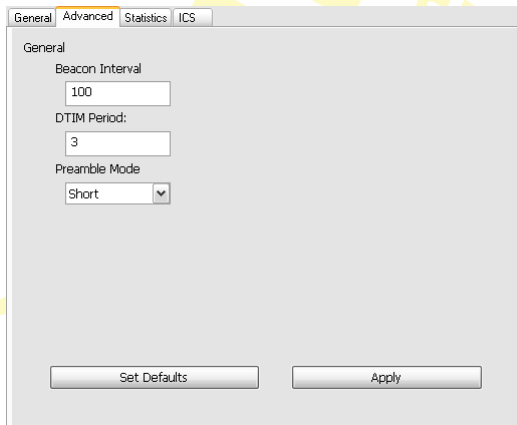 General Advanced Statistics ICS
General
Beacon Interval
100
DTIM Period:
3
Preamble Mode
Short
Set Defaults Apply